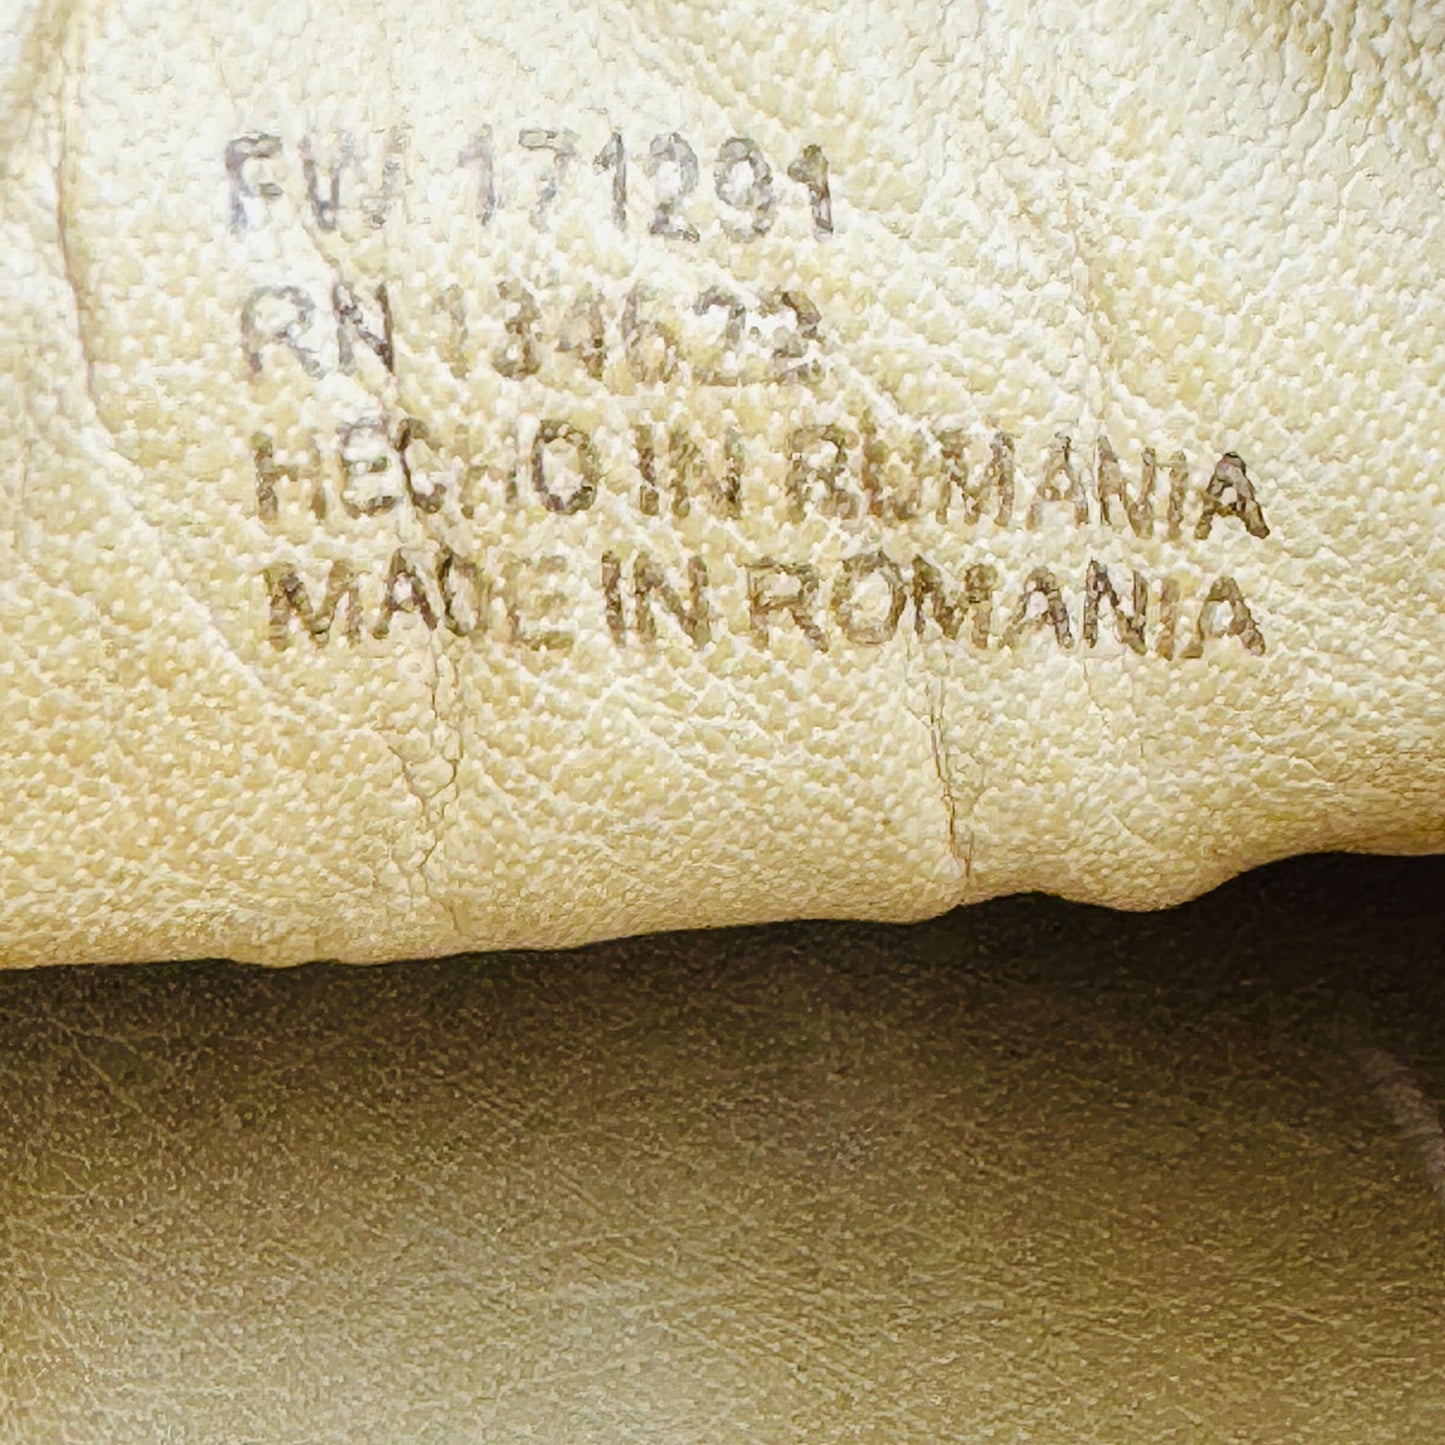 FW 171291
RN 134622
HECHO IN RUMANIA
MADE IN ROMANIA